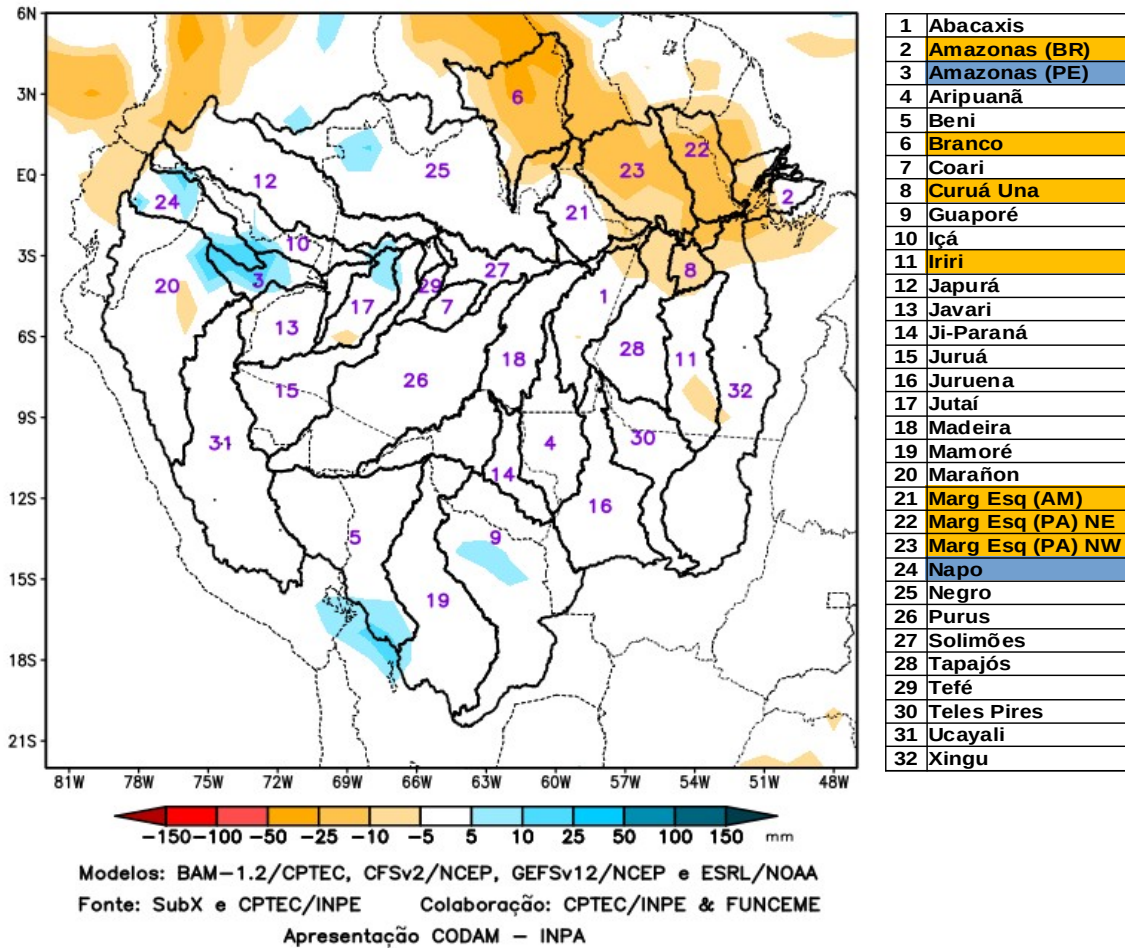 6N
3N
EQ
3S
6S
9S
12S
15S
18S
21S
81W 78W 75W 72W 69W 66W 63W 60W 57W 54W 51W 48W
6
22
25
23
12
24
2
21
10
27
8
3
20
29
1
17
7
13
28
18
11
26
15
32
30
31
4
14
16
5
9
19
-150 -100 -50 -25 -10 -5 5 10 25 50 100 150 mm
Modelos: BAM-1.2/CPTEC, CFSv2/NCEP, GEFSv12/NCEP e ESRL/NOAA
Fonte: SubX e CPTEC/INPE Colaboração: CPTEC/INPE & FUNCEME
Apresentação CODAM - INPA
1 Abacaxis
2 Amazonas (BR)
3 Amazonas (PE)
4 Aripuanã
5 Beni
6 Branco
7 Coari
8 Curuá Una
9 Guaporé
10 Içá
11 Iriri
12 Japurá
13 Javari
14 Ji-Paraná
15 Juruá
16 Juruena
17 Jutaí
18 Madeira
19 Mamoré
20 Marañon
21 Marg Esq (AM)
22 Marg Esq (PA) NE
23 Marg Esq (PA) NW
24 Napo
25 Negro
26 Purus
27 Solimões
28 Tapajós
29 Tefé
30 Teles Pires
31 Ucayali
32 Xingu